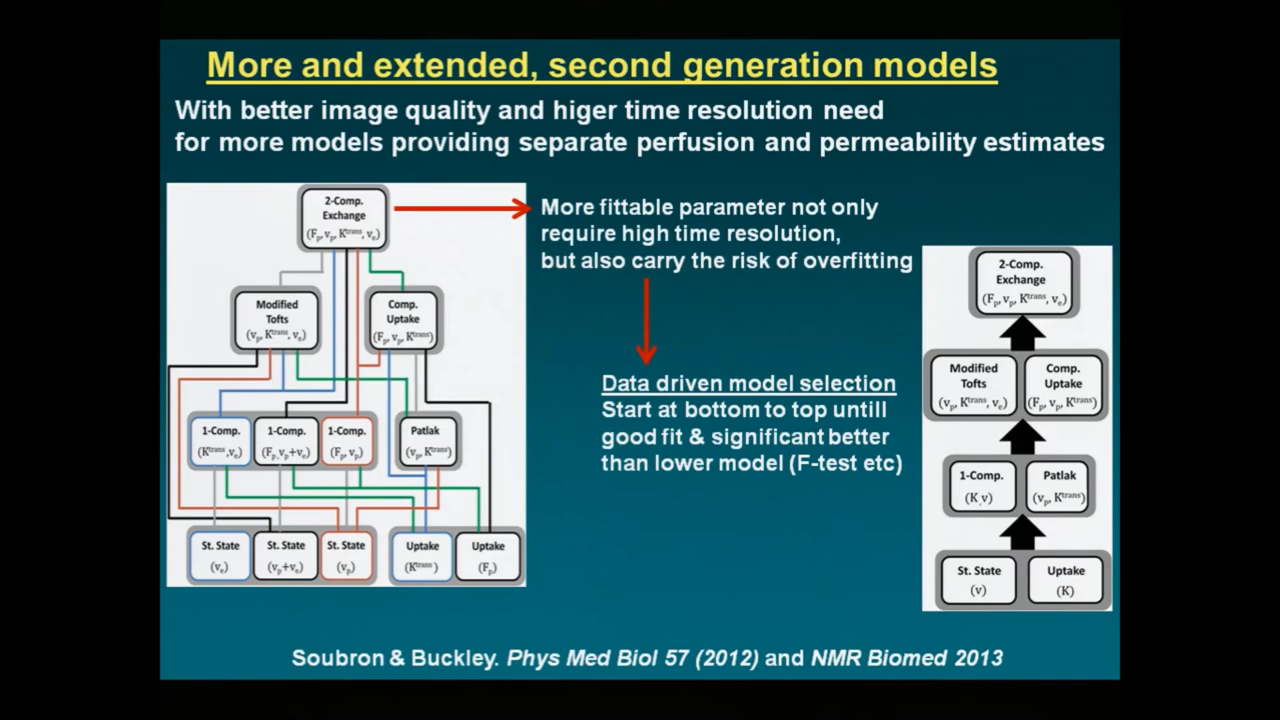 More and extended, second generation models
With better image quality and higer time resolution need
for more models providing separate perfusion and permeability estimates
2-Comp.
Exchange
(Fp, vp, Ktrans, ve)
Modified
Tofts
(vp, Ktrans, ve)
Comp.
Uptake
(Fp, vp, Ktrans)
1-Comp.
(Ktrans, ve)
1-Comp.
(Fp, vp+ve)
1-Comp.
(Fp, vp)
Patlak
(vp, Ktrans)
St. State
(ve)
St. State
(vp+ve)
St. State
(vp)
Uptake
(Ktrans)
Uptake
(Fp)
More fittable parameter not only
require high time resolution,
but also carry the risk of overfitting
Data driven model selection
Start at bottom to top untill
good fit & significant better
than lower model (F-test etc)
2-Comp.
Exchange
(Fp, vp, Ktrans, ve)
Modified
Tofts
(vp, Ktrans, ve)
Comp.
Uptake
(Fp, vp, Ktrans)
1-Comp.
(K,v)
Patlak
(vp, Ktrans)
St. State
(v)
Uptake
(K)
Soubron & Buckley. Phys Med Biol 57 (2012) and NMR Biomed 2013